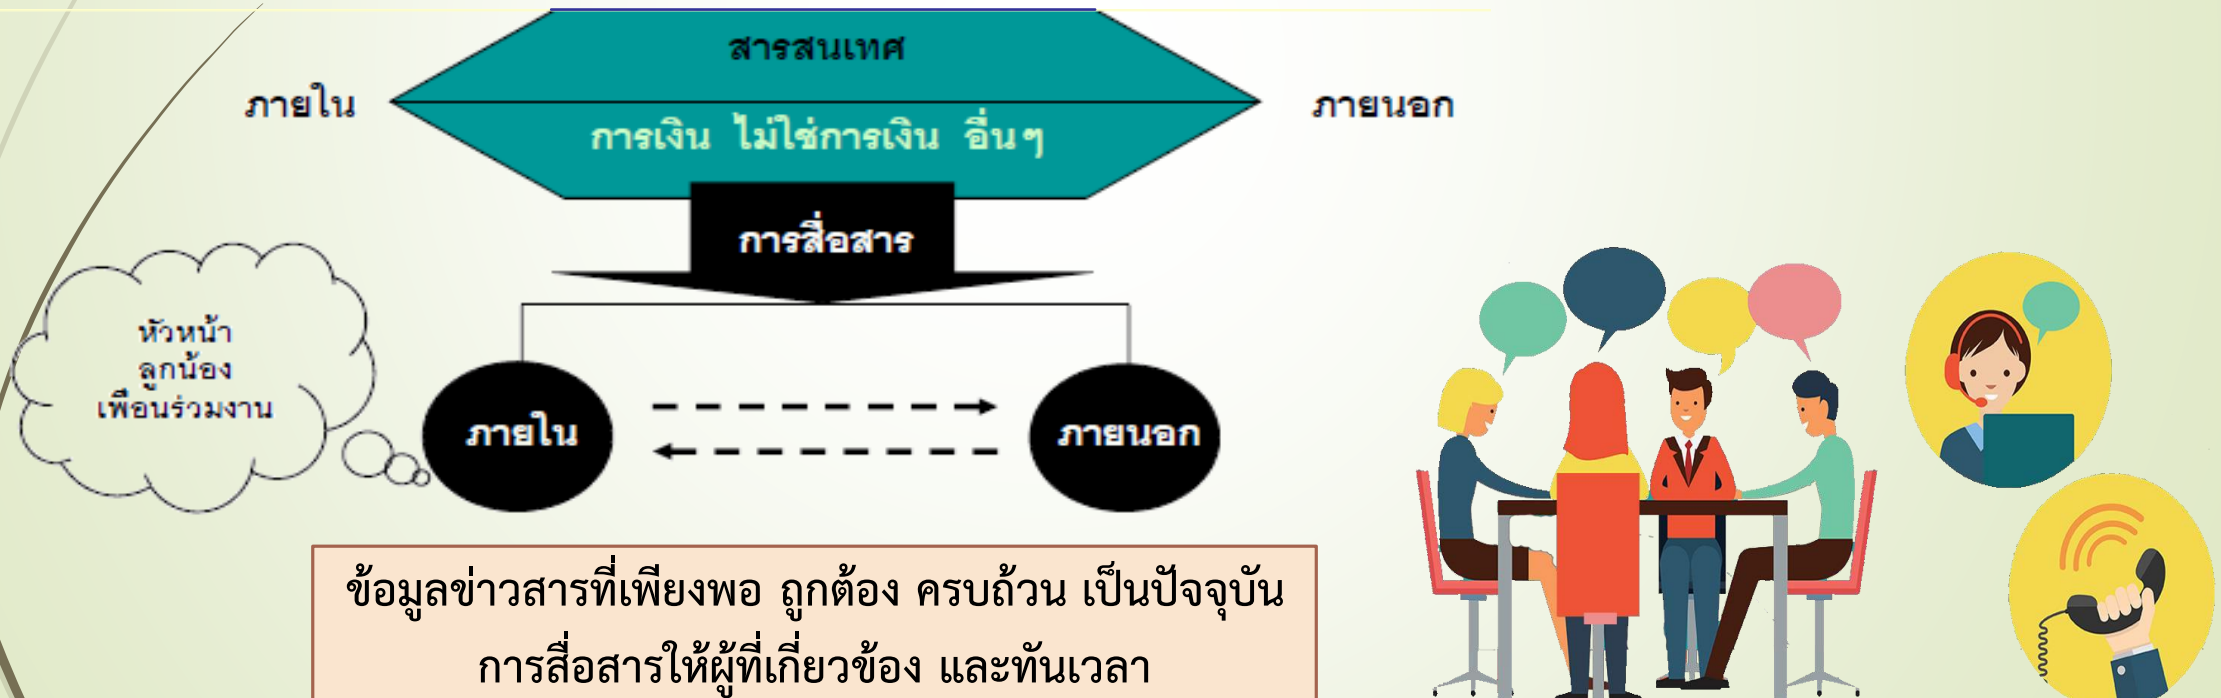 สารสนเทศ
ภายใน
ภายนอก
การเงิน ไม่ใช่การเงิน อื่นๆ
การสื่อสาร
หัวหน้า
ลูกน้อง
เพื่อนร่วมงาน
ภายใน
ภายนอก
ข้อมูลข่าวสารที่เพียงพอ ถูกต้อง ครบถ้วน เป็นปัจจุบัน
การสื่อสารให้ผู้ที่เกี่ยวข้อง และทันเวลา